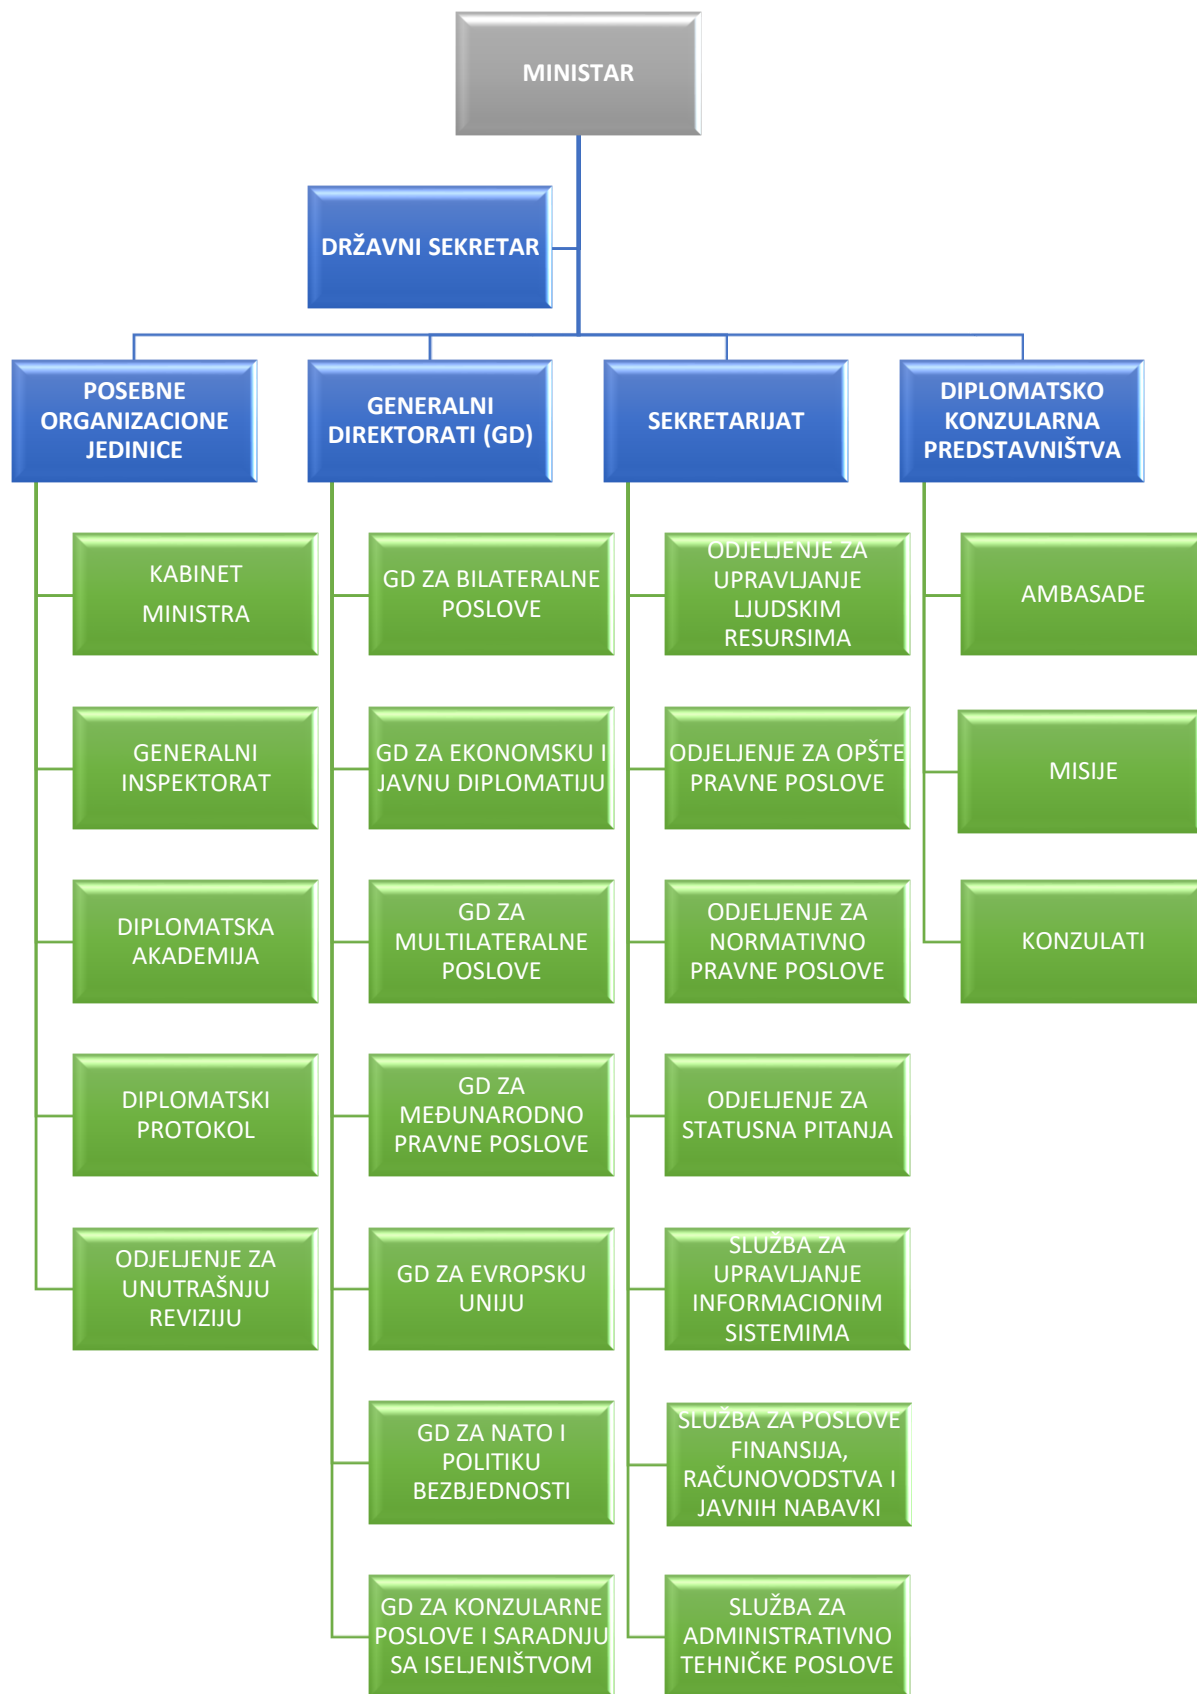 MINISTAR
DRŽAVNI SEKRETAR
POSEBNE
ORGANIZACIONE
JEDINICE
KABINET
MINISTRA
GENERALNI
INSPEKTORAT
DIPLOMATSKA
AKADEMIJA
DIPLOMATSKI
PROTOKOL
ODJELJENJE ZA
UNUTRAŠNJU
REVIZIJU
GENERALNI
DIREKTORATI (GD)
GD ZA BILATERALNE
POSLOVE
GD ZA EKONOMSKU I
JAVNU DIPLOMATIJU
GD ZA
MULTILATERALNE
POSLOVE
GD ZA
MEĐUNARODNO
PRAVNE POSLOVE
GD ZA EVROPSKU
UNIJU
GD ZA NATO I
POLITIKU
BEZBJEDNOSTI
GD ZA KONZULARNE
POSLOVE I SARADNJU
SA ISELJENIŠTVOM
SEKRETARIJAT
ODJELJENJE ZA
UPRAVLJANJE
LJUDSKIM
RESURSIMA
ODJELJENJE ZA OPŠTE
PRAVNE POSLOVE
ODJELJENJE ZA
NORMATIVNO
PRAVNE POSLOVE
ODJELJENJE ZA
STATUSNA PITANJA
SLUŽBA ZA
UPRAVLJANJE
INFORMACIONIM
SISTEMIMA
SLUŽBA ZA POSLOVE
FINANSIJA,
RAČUNOVODSTVA I
JAVNIH NABAVKI
SLUŽBA ZA
ADMINISTRATIVNO
TEHNIČKE POSLOVE
DIPLOMATSKO
KONZULARNA
PREDSTAVNIŠTVA
AMBASADE
MISIJE
KONZULATI